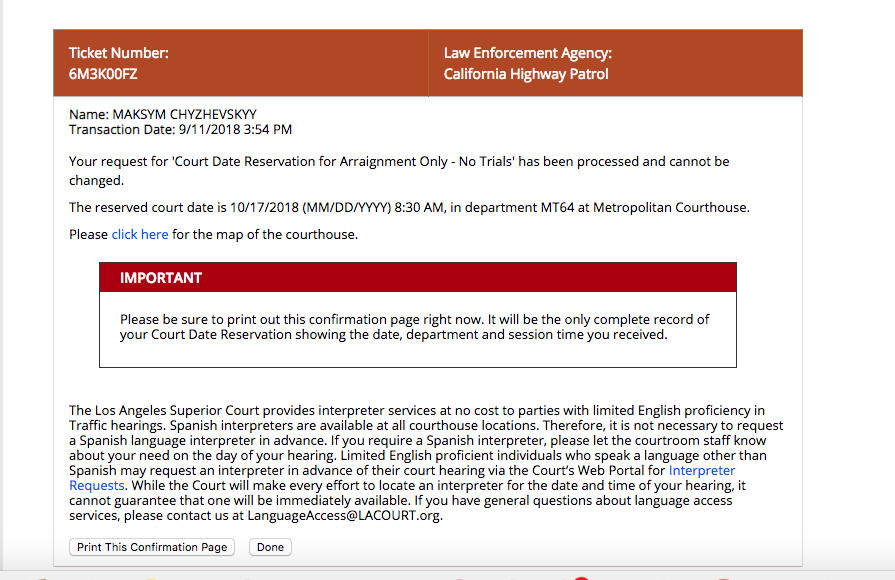 Ticket Number:
6M3K00FZ
Law Enforcement Agency:
California Highway Patrol
Name: MAKSYM CHYZHEVSKYY
Transaction Date: 9/11/2018 3:54 PM
Your request for 'Court Date Reservation for Arraignment Only - No Trials' has been processed and cannot be
changed.
The reserved court date is 10/17/2018 (MM/DD/YYYY) 8:30 AM, in department MT64 at Metropolitan Courthouse.
Please click here for the map of the courthouse.
IMPORTANT
Please be sure to print out this confirmation page right now. It will be the only complete record of
your Court Date Reservation showing the date, department and session time you received.
The Los Angeles Superior Court provides interpreter services at no cost to parties with limited English proficiency in
Traffic hearings. Spanish interpreters are available at all courthouse locations. Therefore, it is not necessary to request
a Spanish language interpreter in advance. If you require a Spanish interpreter, please let the courtroom staff know
about your need on the day of your hearing. Limited English proficient individuals who speak a language other than
Spanish may request an interpreter in advance of their court hearing via the Court's Web Portal for Interpreter
Requests. While the Court will make every effort to locate an interpreter for the date and time of your hearing, it
cannot guarantee that one will be immediately available. If you have general questions about language access
services, please contact us at LanguageAccess@LACOURT.org.
Print This Confirmation Page
Done